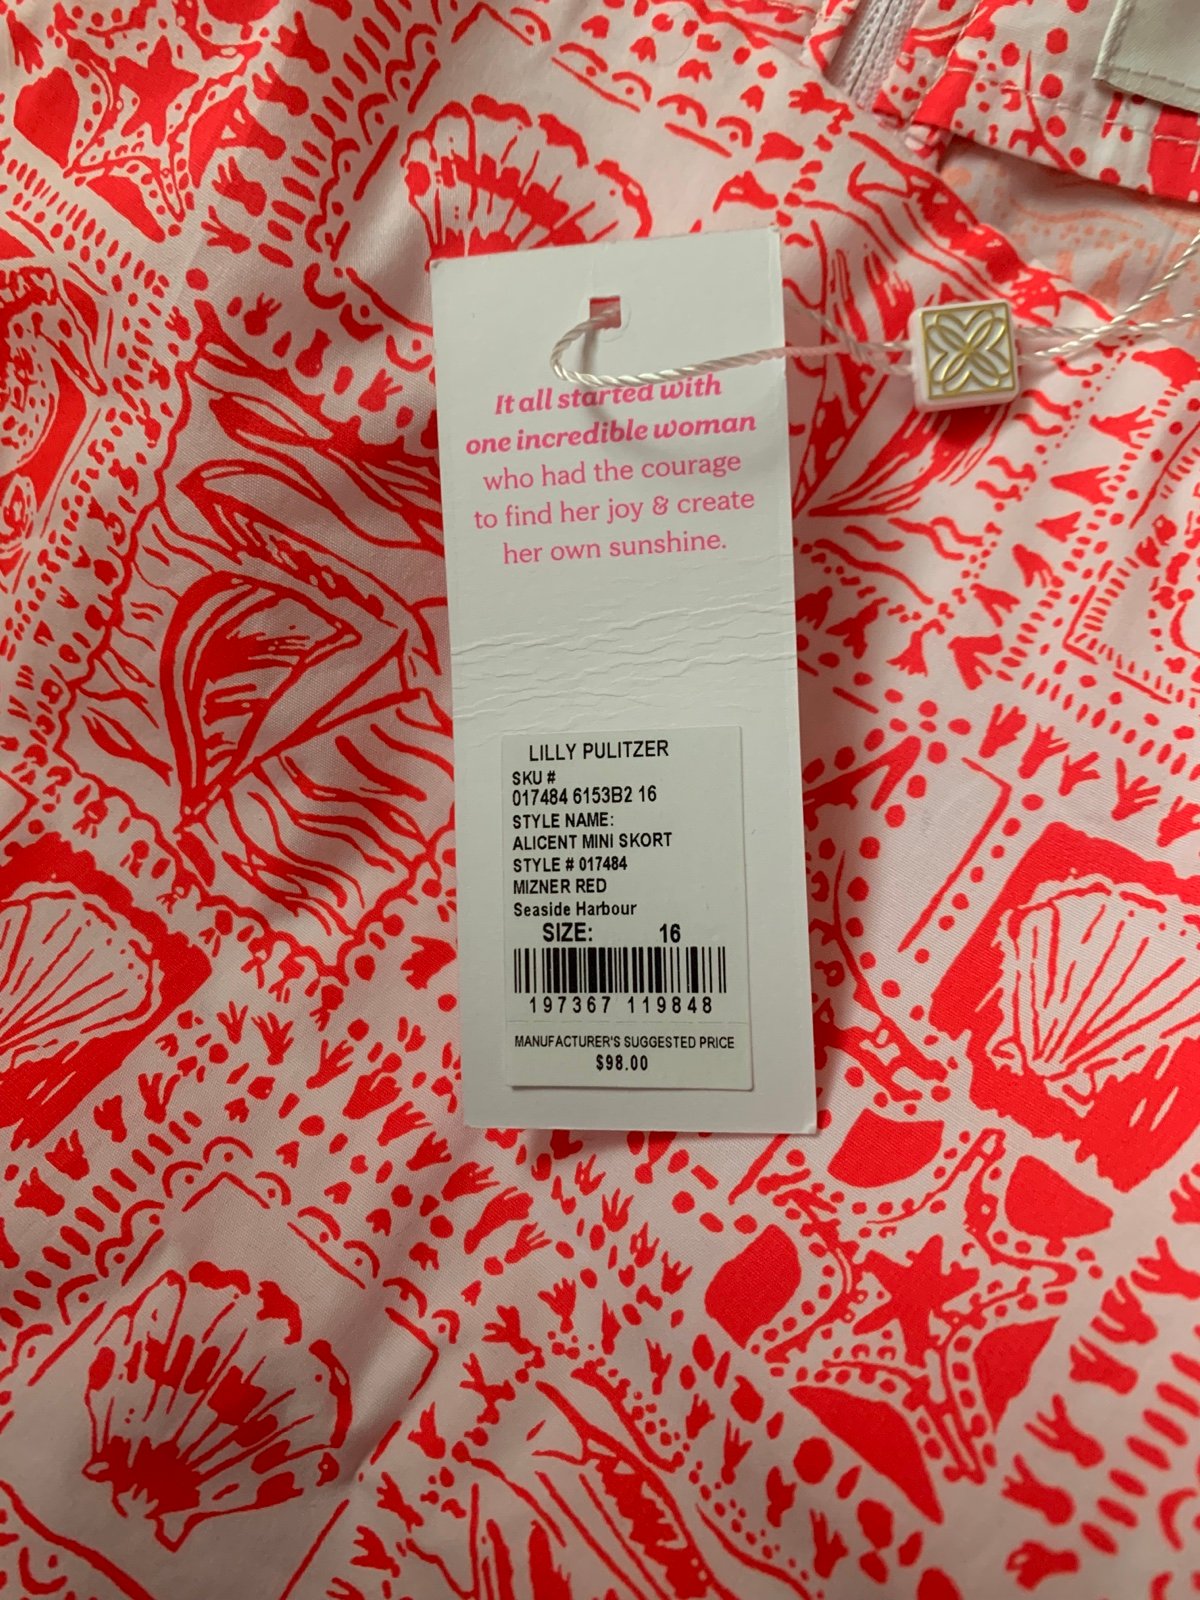 It all started with
one incredible woman
who had the courage
to find her joy & create
her own sunshine.
LILLY PULITZER
SKU #
017484 6153B2 16
STYLE NAME:
ALICENT MINI SKORT
STYLE # 017484
MIZNER RED
Seaside Harbour
SIZE: 16
197367 119848
MANUFACTURER'S SUGGESTED PRICE
$98.00